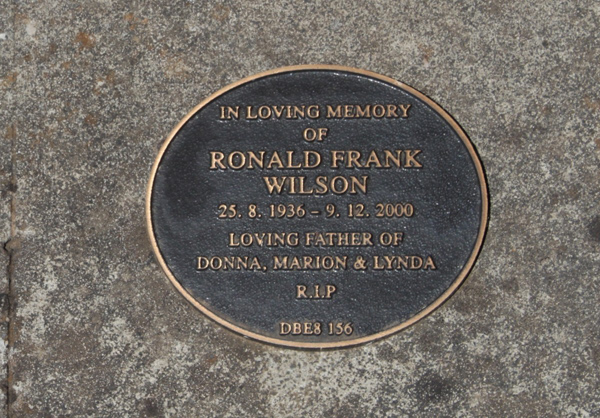 IN LOVING MEMORY
OF
RONALD FRANK
WILSON
25. 8. 1936 – 9. 12. 2000
LOVING FATHER OF
DONNA, MARION & LYNDA
R.I.P
DBE8 156